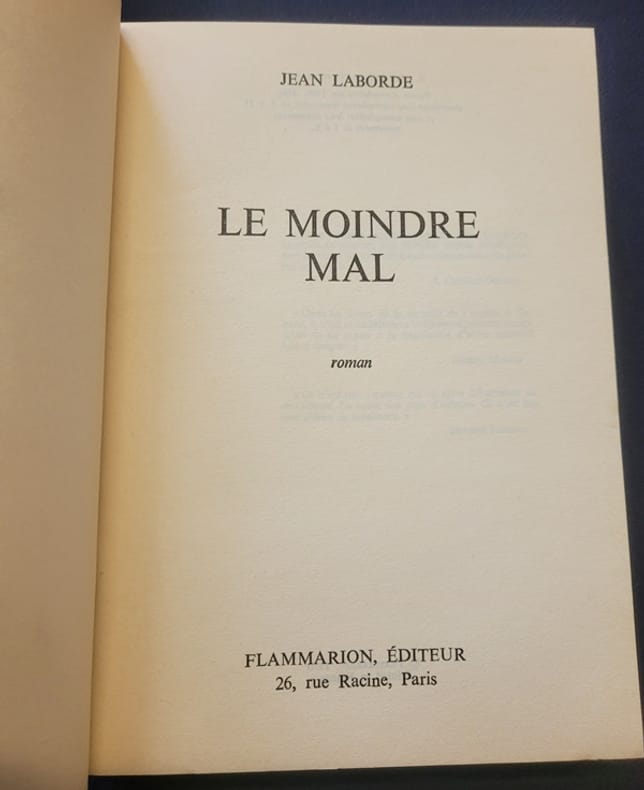 JEAN LABORDE
LE MOINDRE
MAL
roman
FLAMMARION, ÉDITEUR
26, rue Racine, Paris